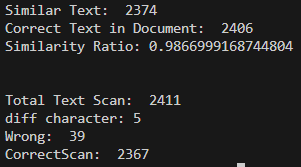 Similar Text:  2374
Correct Text in Document:  2406
Similarity Ratio: 0.9866999168744804
Total Text Scan:  2411
diff character: 5
Wrong:  39
CorrectScan:  2367